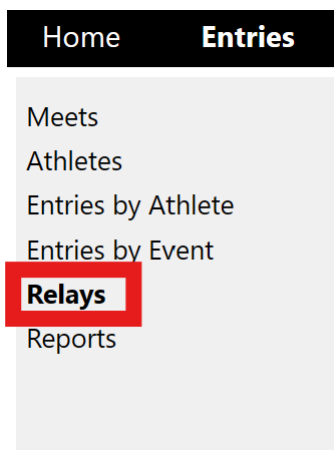 Home Entries
Meets
Athletes
Entries by Athlete
Entries by Event
Relays
Reports